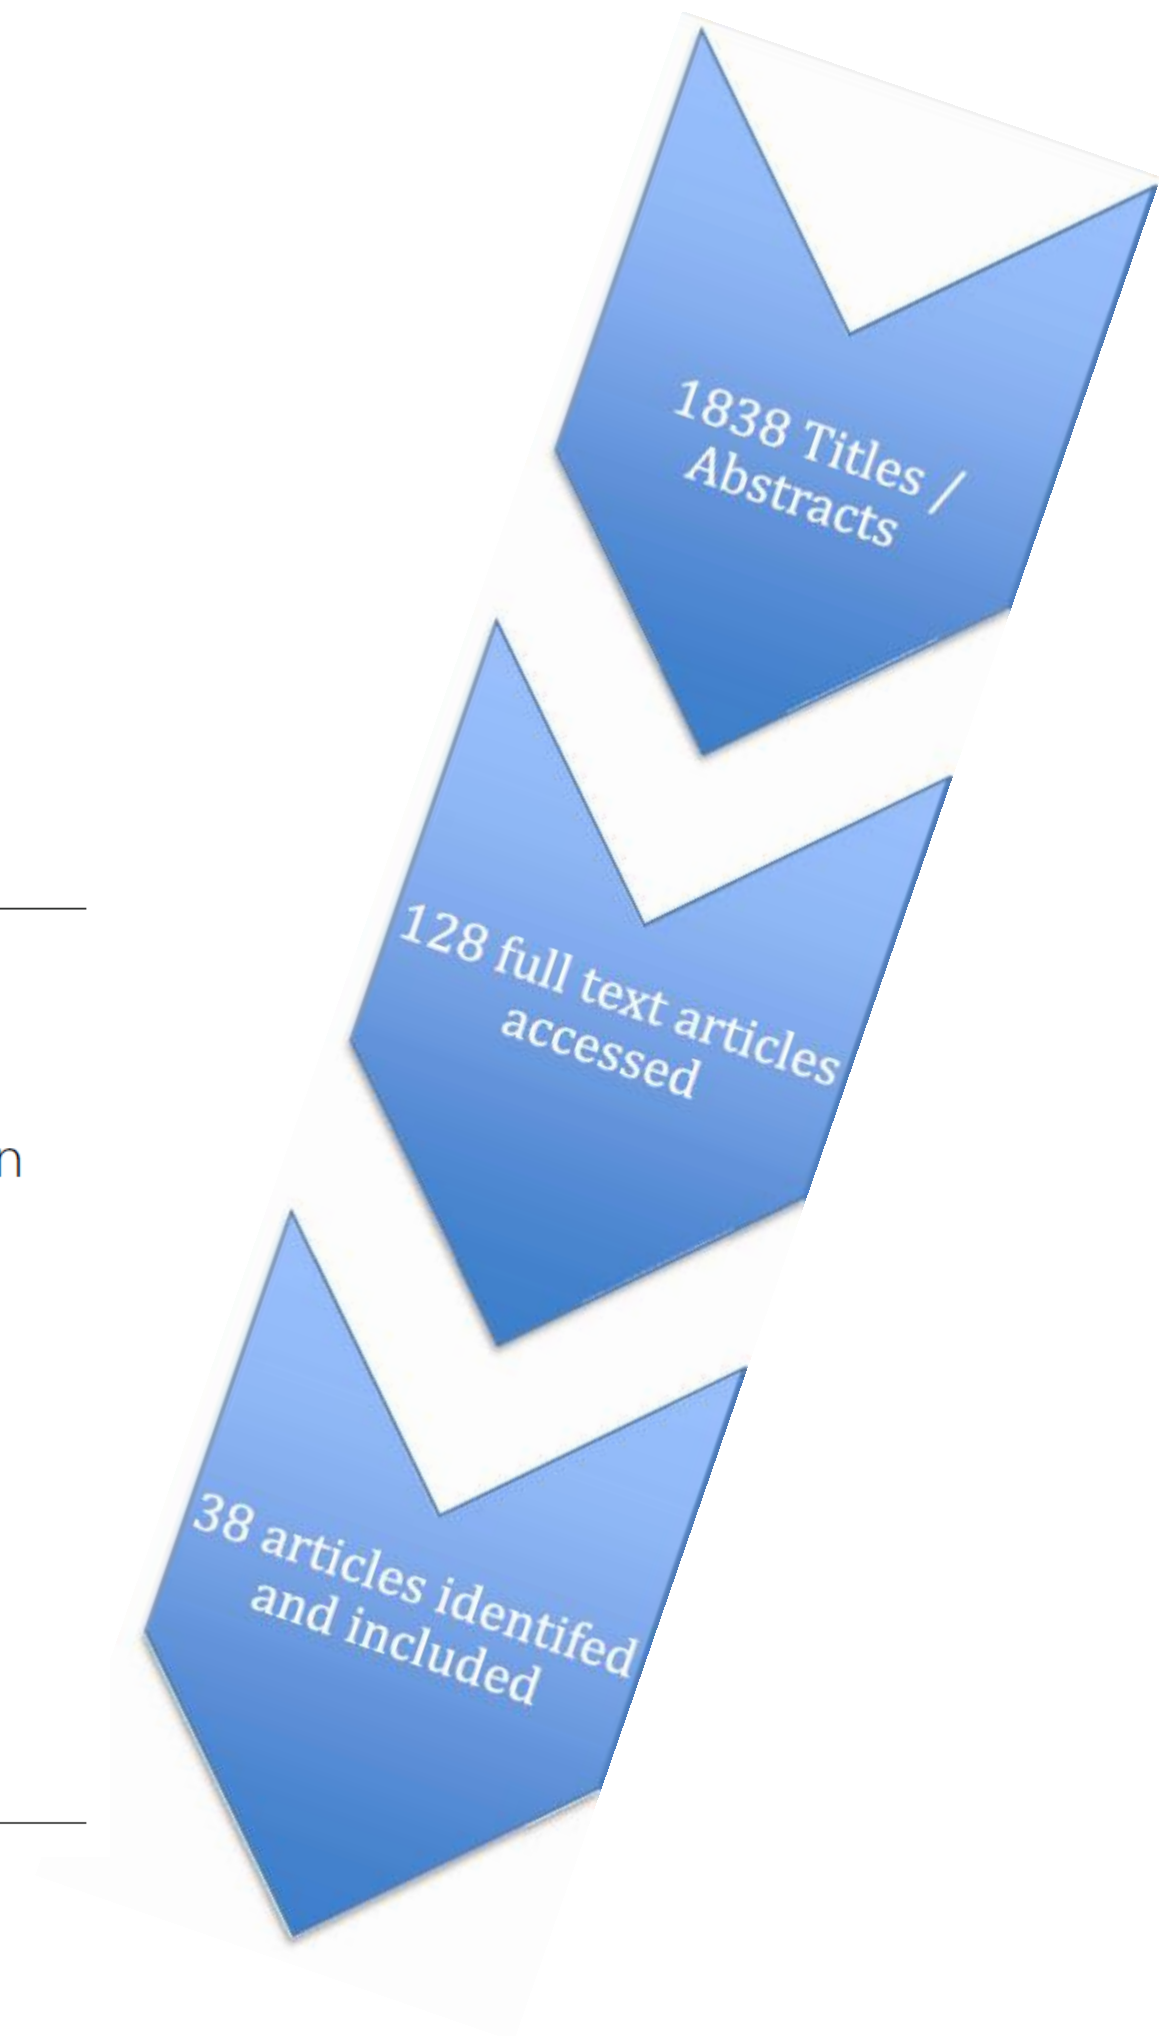 1838 Titles /
Abstracts
128 full text articles
accessed
n
38 articles identifed
and included